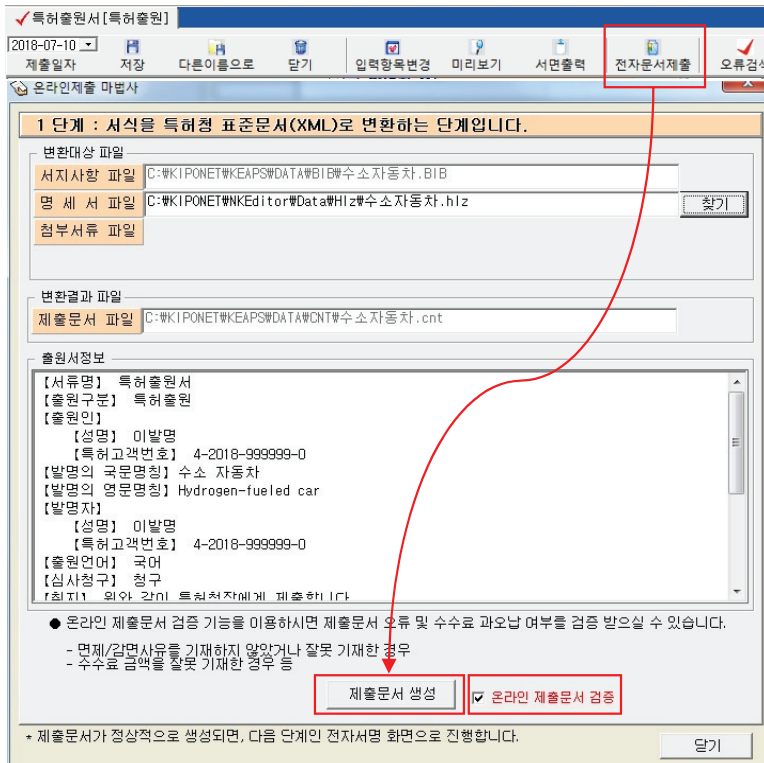 특허출원서[특허출원]
2018-07-10
제출일자 저장 다른이름으로 닫기 입력항목변경 미리보기 서면출력 전자문서제출 오류검색
온라인제출 마법사
1 단계 : 서식을 특허청 표준문서(XML)로 변환하는 단계입니다.
변환대상 파일
서지사항 파일 C:₩KIPONET₩KEAPS₩DATA₩BIB₩수소자동차.BIB
명 세 서 파일 C:₩KIPONET₩NKEditor₩Data₩Hlz₩수소자동차.hlz 찾기
첨부서류 파일
변환결과 파일
제출문서 파일 C:₩KIPONET₩KEAPS₩DATA₩CNT₩수소자동차.cnt
출원서정보
【서류명】 특허출원서
【출원구분】 특허출원
【출원인】
【성명】 이발명
【특허고객번호】 4-2018-999999-0
【발명의 국문명칭】 수소 자동차
【발명의 영문명칭】 Hydrogen-fueled car
【발명자】
【성명】 이발명
【특허고객번호】 4-2018-999999-0
【출원언어】 국어
【심사청구】 청구
【취지】 위와 같이 특허청장에게 제출합니다
● 온라인 제출문서 검증 기능을 이용하시면 제출문서 오류 및 수수료 과오납 여부를 검증 받으실 수 있습니다.
- 면제/감면사유를 기재하지 않았거나 잘못 기재한 경우
- 수수료 금액을 잘못 기재한 경우 등
제출문서 생성 온라인 제출문서 검증
* 제출문서가 정상적으로 생성되면, 다음 단계인 전자서명 화면으로 진행합니다.
닫기